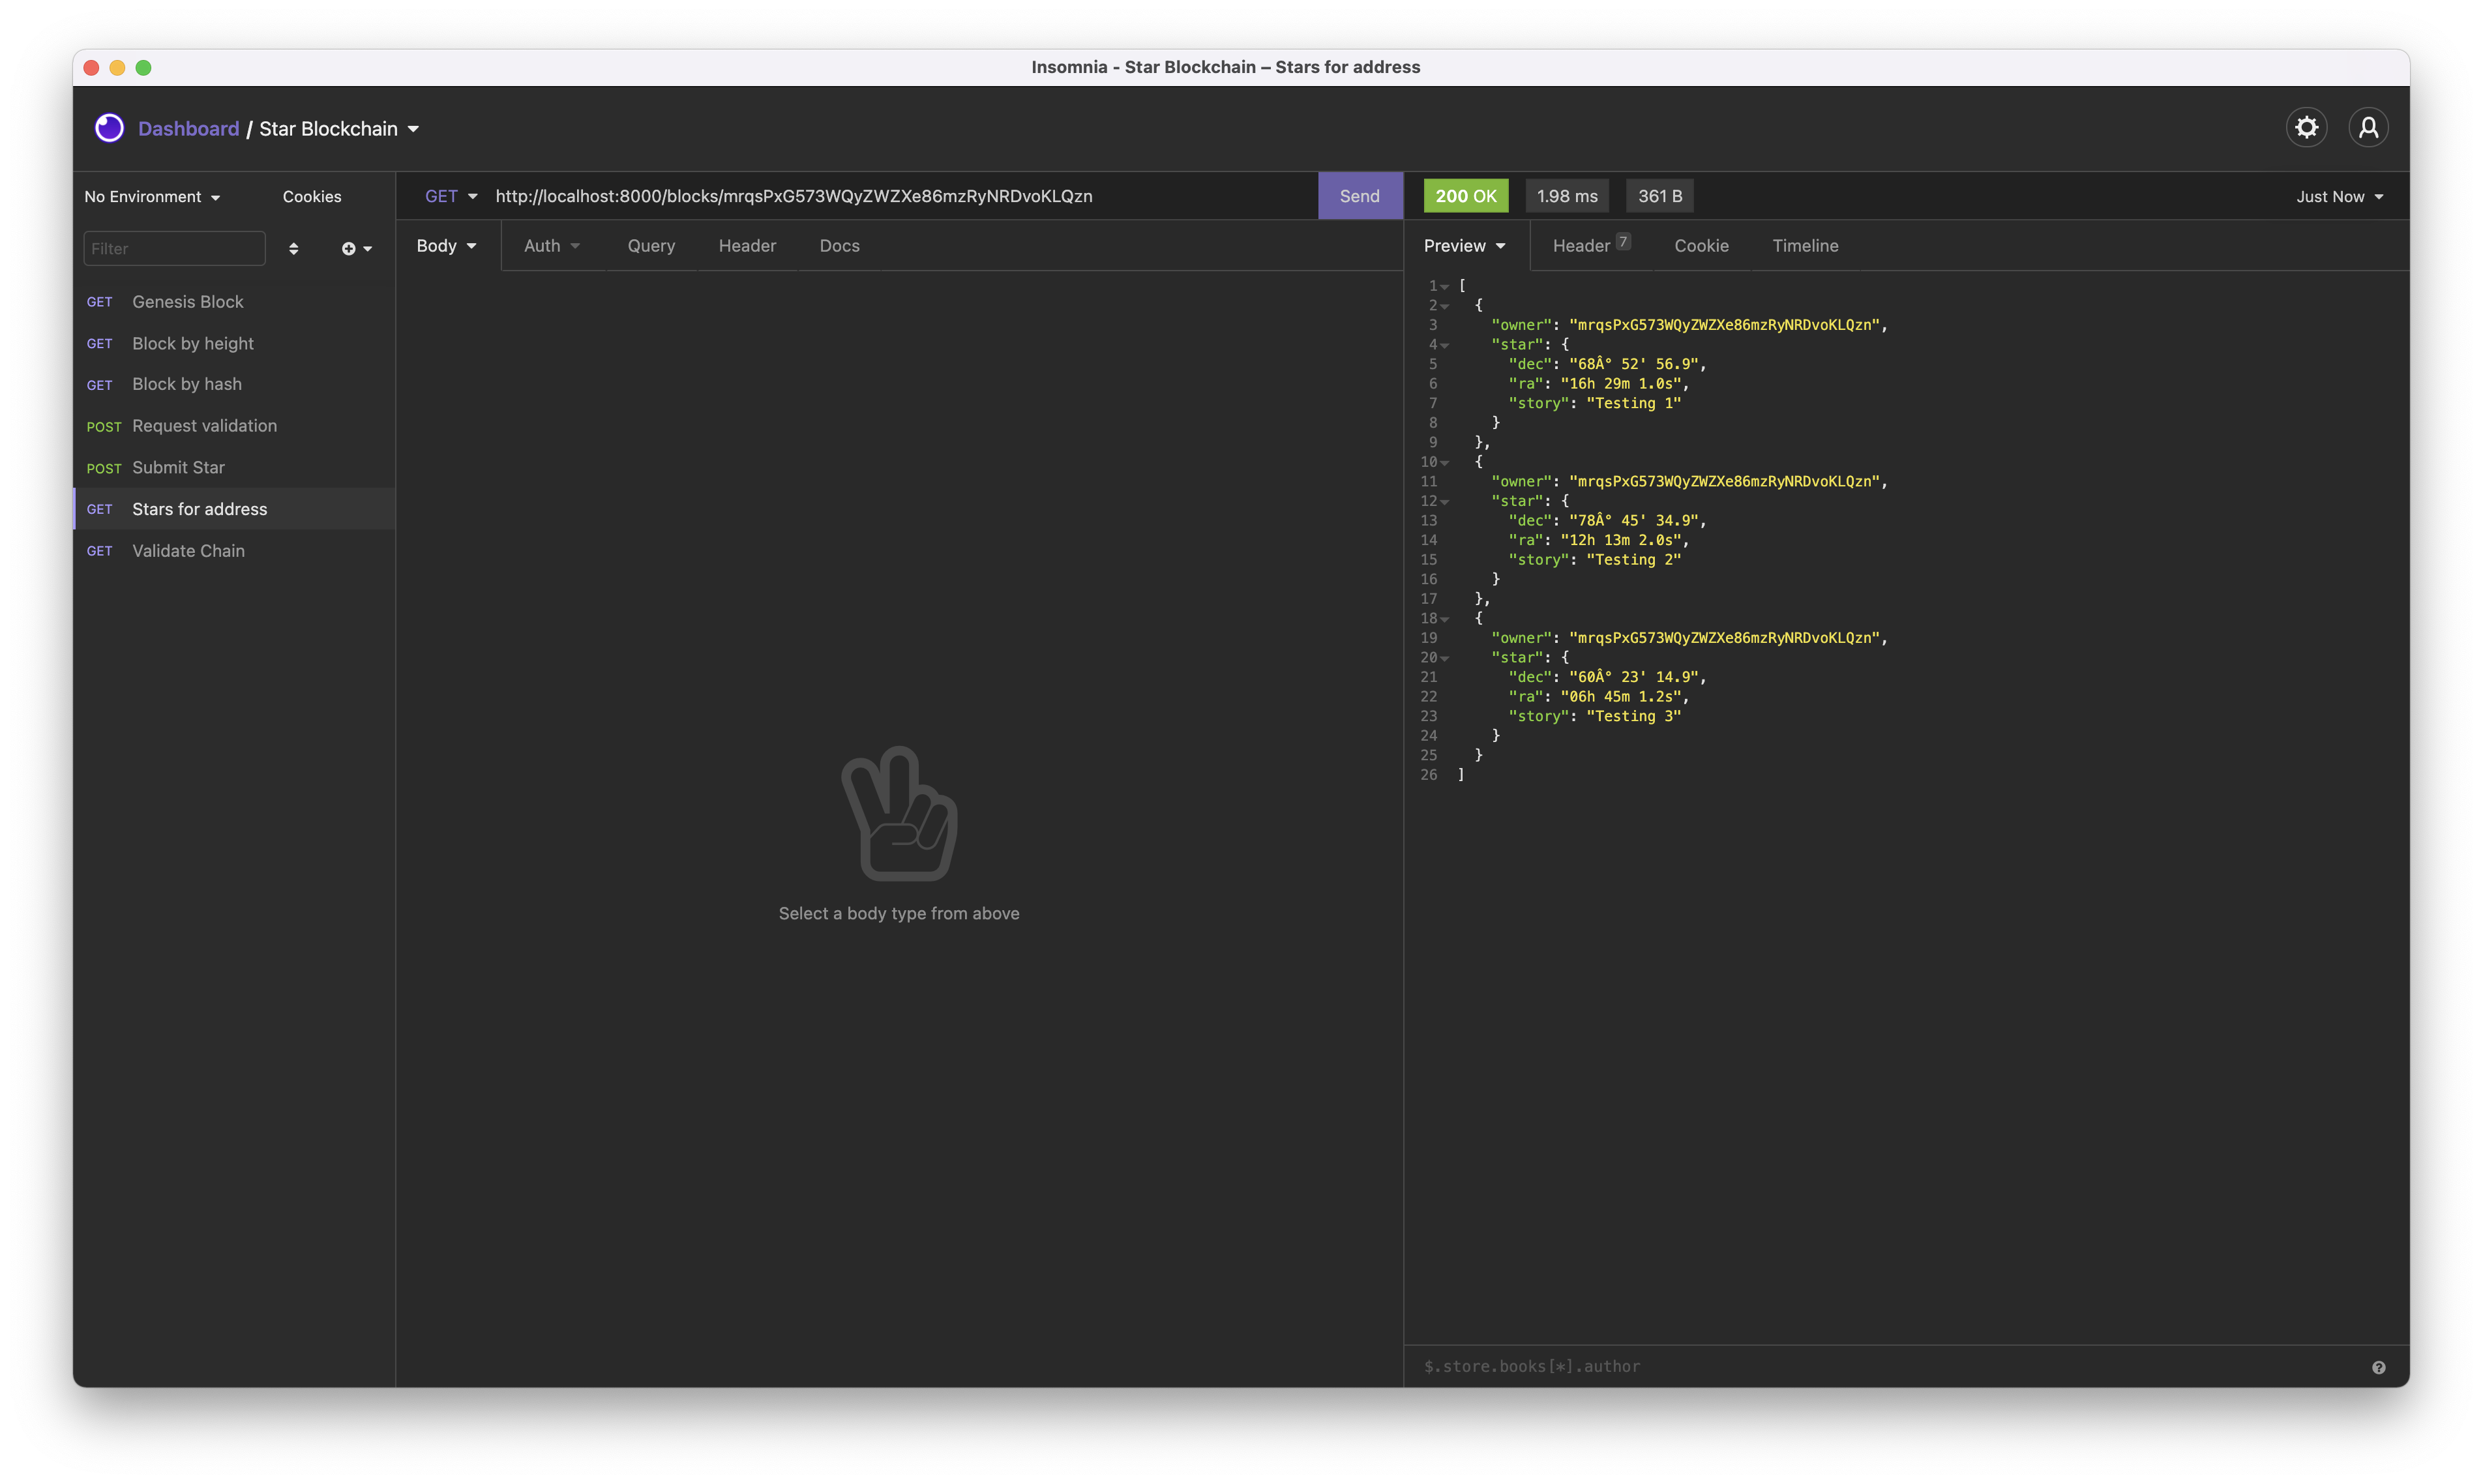 Insomnia - Star Blockchain – Stars for address
Dashboard / Star Blockchain
No Environment
Cookies
Filter
GET Genesis Block
GET Block by height
GET Block by hash
POST Request validation
POST Submit Star
GET Stars for address
GET Validate Chain
GET http://localhost:8000/blocks/mrqsPxG573WQyZWZXe86mzRyNRDvoKLQzn
Send
Body Auth Query Header Docs
Select a body type from above
200 OK 1.98 ms 361 B Just Now
Preview Header 7 Cookie Timeline
1 [
2 {
3 "owner": "mrqsPxG573WQyZWZXe86mzRyNRDvoKLQzn",
4 "star": {
5 "dec": "68Â° 52' 56.9",
6 "ra": "16h 29m 1.0s",
7 "story": "Testing 1"
8 }
9 },
10 {
11 "owner": "mrqsPxG573WQyZWZXe86mzRyNRDvoKLQzn",
12 "star": {
13 "dec": "78Â° 45' 34.9",
14 "ra": "12h 13m 2.0s",
15 "story": "Testing 2"
16 }
17 },
18 {
19 "owner": "mrqsPxG573WQyZWZXe86mzRyNRDvoKLQzn",
20 "star": {
21 "dec": "60Â° 23' 14.9",
22 "ra": "06h 45m 1.2s",
23 "story": "Testing 3"
24 }
25 }
26 ]
$.store.books[*].author
?